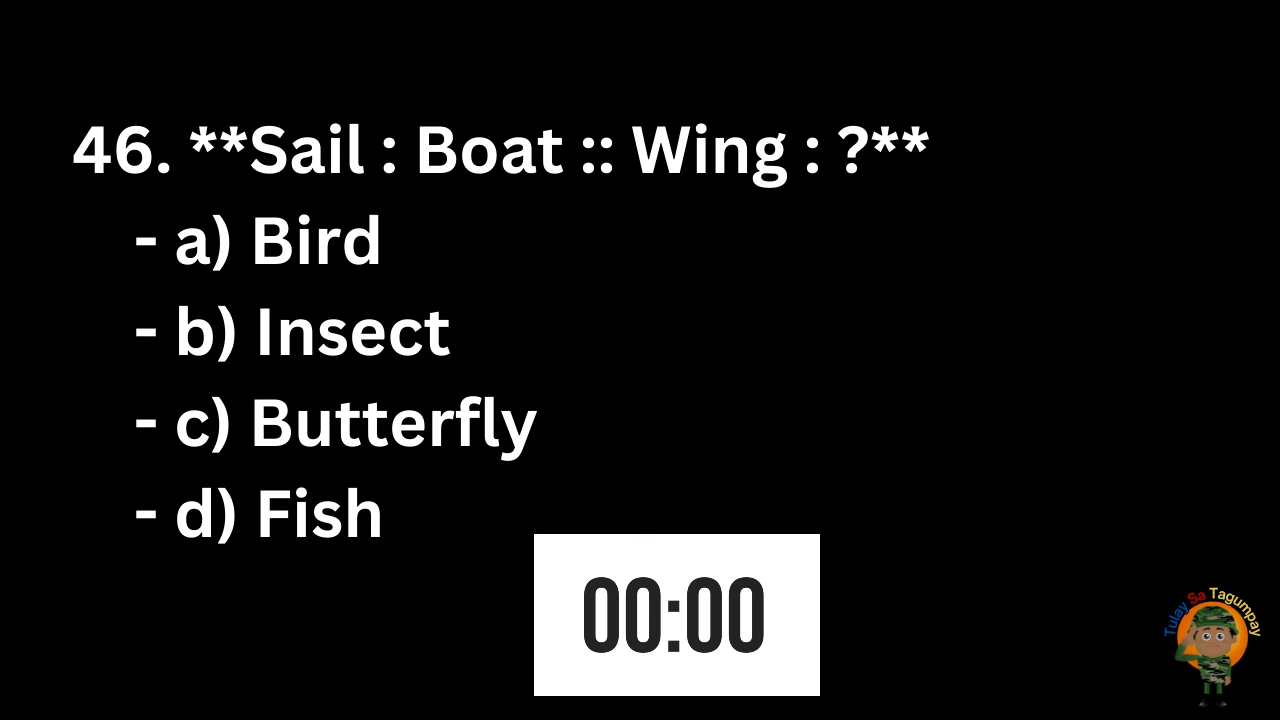 46. **Sail : Boat :: Wing : ?**
- a) Bird
- b) Insect
- c) Butterfly
- d) Fish
00:00
Tulay Sa Tagumpay